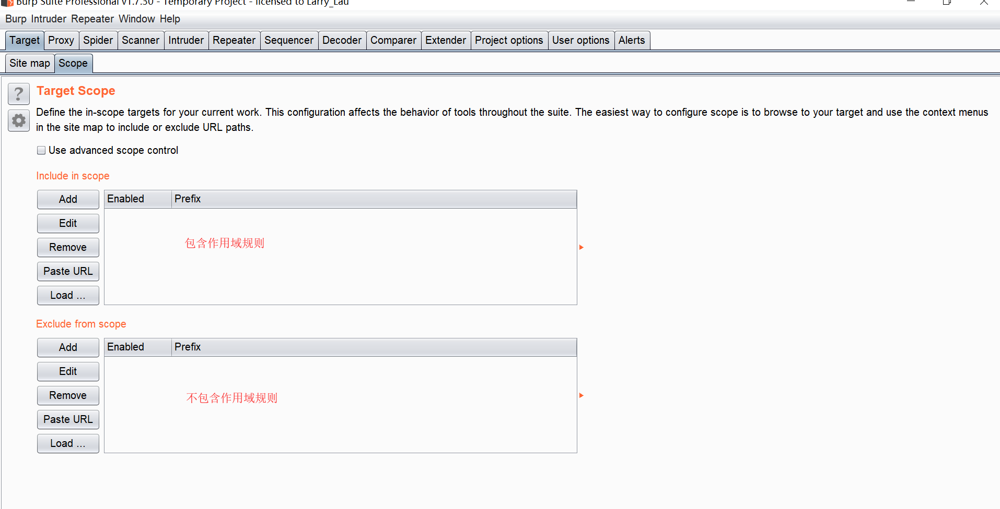 Burp Suite Professional v1.7.30 - Temporary Project - licensed to Larry_Lau
Burp Intruder Repeater Window Help
Target Proxy Spider Scanner Intruder Repeater Sequencer Decoder Comparer Extender Project options User options Alerts
Site map Scope
?
Target Scope
Define the in-scope targets for your current work. This configuration affects the behavior of tools throughout the suite. The easiest way to configure scope is to browse to your target and use the context menus
in the site map to include or exclude URL paths.
Use advanced scope control
Include in scope
Add Enabled Prefix
Edit
包含作用域规则
Remove
Paste URL
Load ...
Exclude from scope
Add Enabled Prefix
Edit
Remove
不包含作用域规则
Paste URL
Load ...